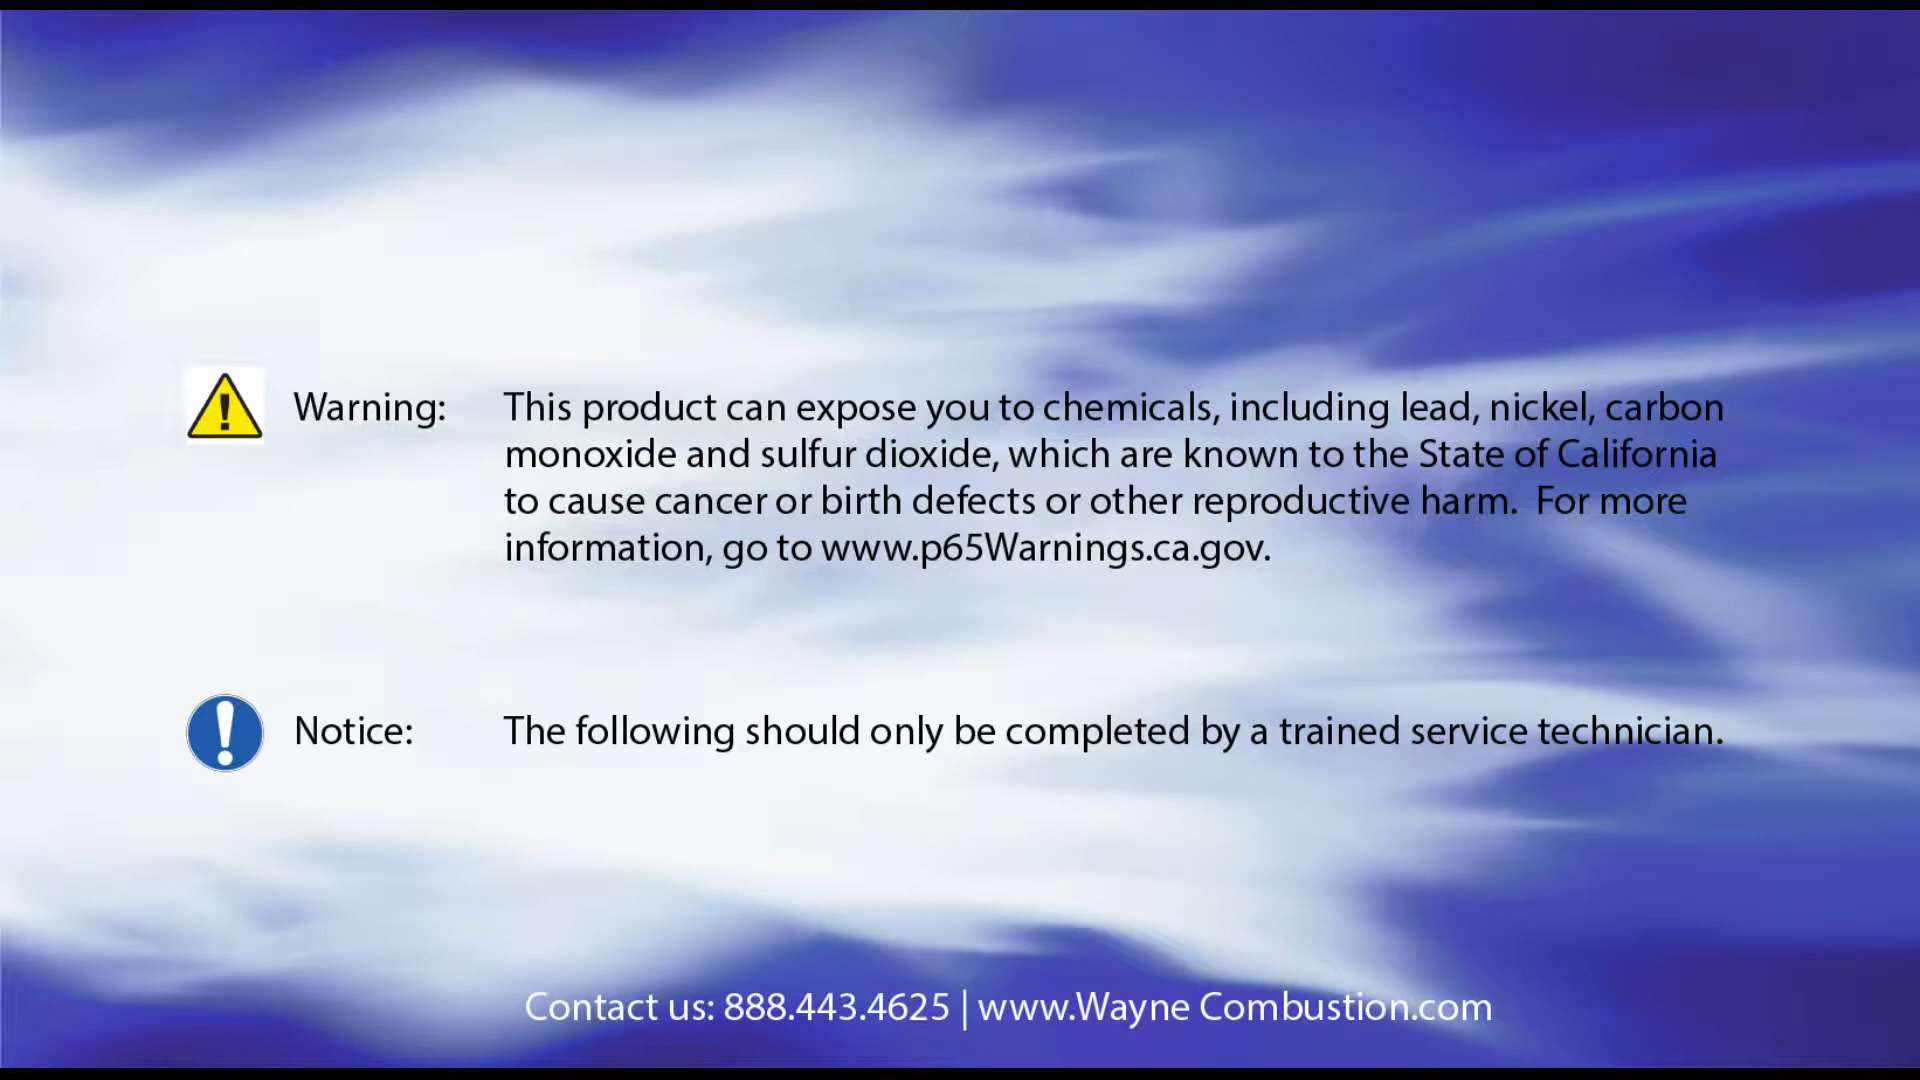 Warning: This product can expose you to chemicals, including lead, nickel, carbon
monoxide and sulfur dioxide, which are known to the State of California
to cause cancer or birth defects or other reproductive harm.  For more
information, go to www.p65Warnings.ca.gov.
Notice: The following should only be completed by a trained service technician.
Contact us: 888.443.4625 | www.Wayne Combustion.com